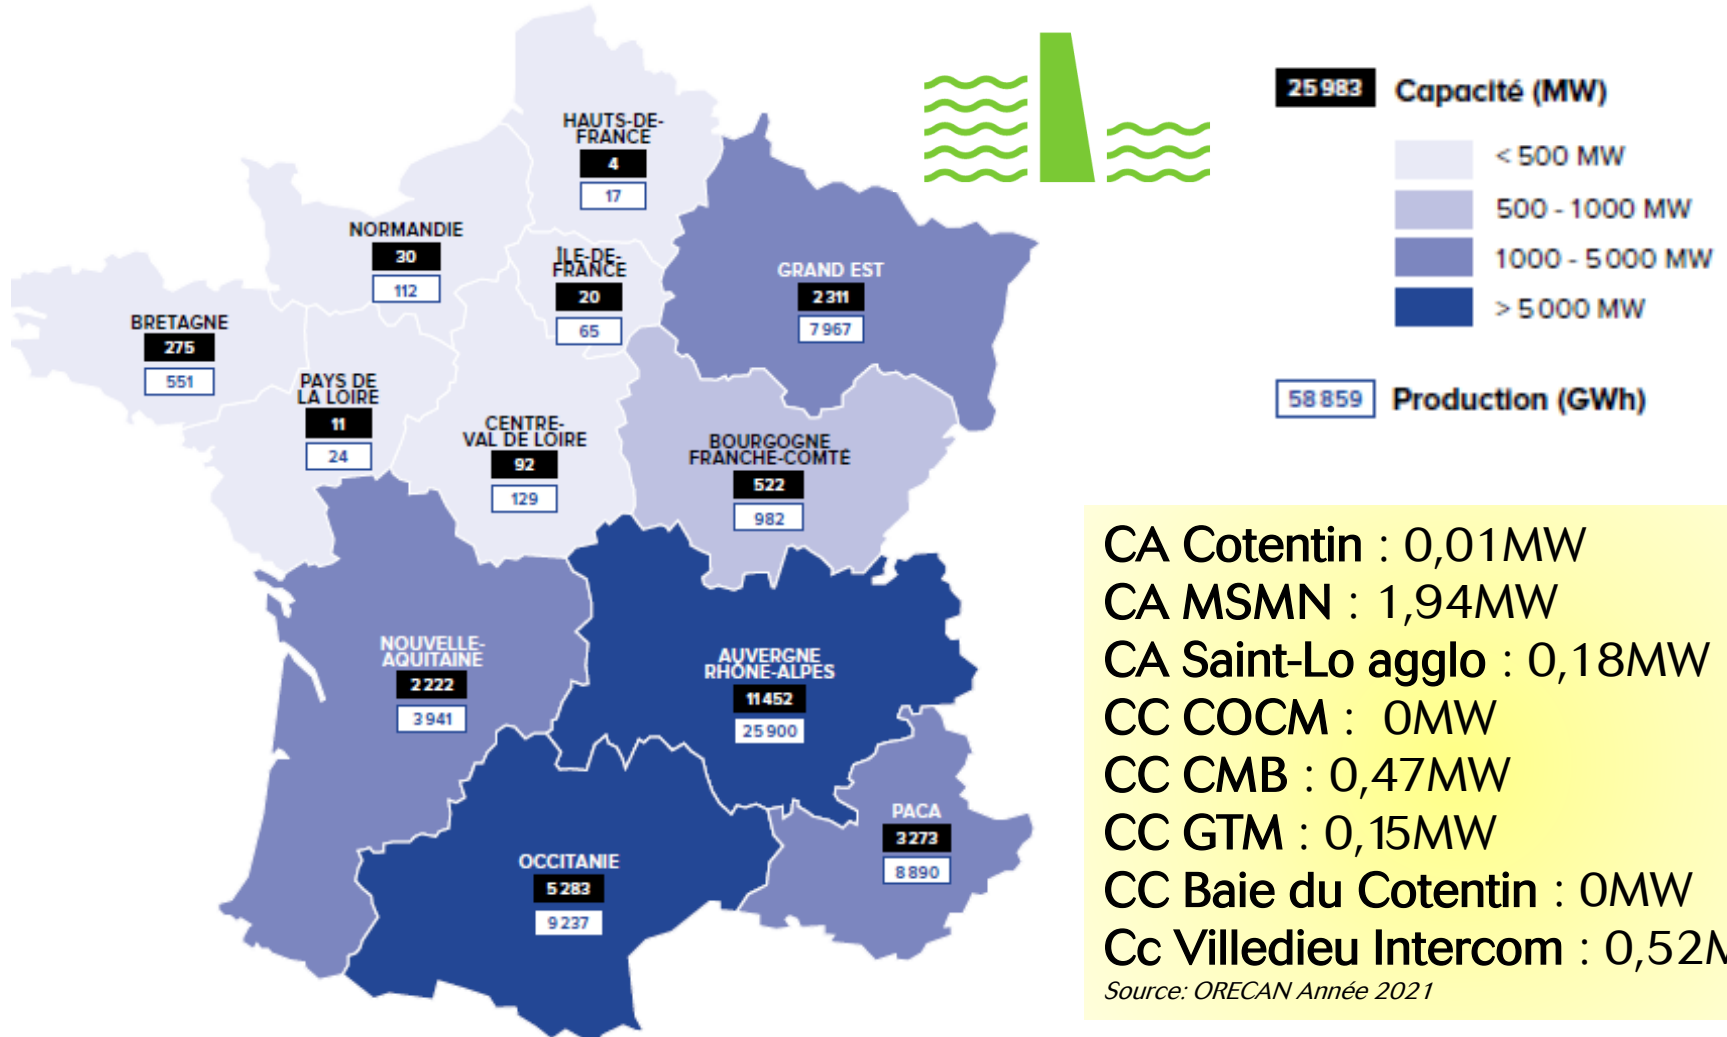 HAUTS-DE-
FRANCE
4
17
NORMANDIE
30
112
ÎLE-DE-
FRANCE
20
65
GRAND EST
2 311
7 967
BRETAGNE
275
551
PAYS DE
LA LOIRE
11
24
CENTRE-
VAL DE LOIRE
92
129
BOURGOGNE
FRANCHE-COMTÉ
522
982
NOUVELLE-
AQUITAINE
2 222
3 941
AUVERGNE
RHÔNE-ALPES
11 452
25 900
PACA
3 273
8 890
OCCITANIE
5 283
9 237
25 983 Capacité (MW)
< 500 MW
500 - 1000 MW
1000 - 5 000 MW
> 5 000 MW
58 859 Production (GWh)
CA Cotentin : 0,01MW
CA MSMN : 1,94MW
CA Saint-Lo agglo : 0,18MW
CC COCM : 0MW
CC CMB : 0,47MW
CC GTM : 0,15MW
CC Baie du Cotentin : 0MW
Cc Villedieu Intercom : 0,52M
Source: ORECAN Année 2021